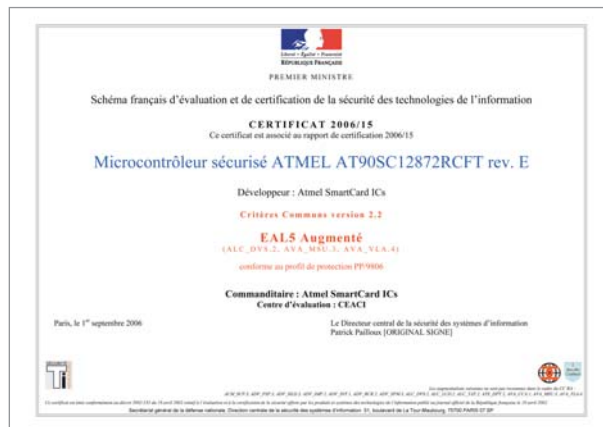 Liberté • Égalité • Fraternité
RÉPUBLIQUE FRANÇAISE
PREMIER MINISTRE
Schéma français d'évaluation et de certification de la sécurité des technologies de l'information
CERTIFICAT 2006/15
Ce certificat est associé au rapport de certification 2006/15
Microcontrôleur sécurisé ATMEL AT90SC12872RCFT rev. E
Développeur : Atmel SmartCard ICs
Critères Communs version 2.2
EAL5 Augmenté
(ALC_DVS.2, AVA_MSU.3, AVA_VLA.4)
conforme au profil de protection PP/9806
Commanditaire : Atmel SmartCard ICs
Centre d'évaluation : CEACI
Paris, le 1er septembre 2006
Le Directeur central de la sécurité des systèmes d'information
Patrick Pailloux [ORIGINAL SIGNE]
Ti
Secrétariat général de la défense nationale, Direction centrale de la sécurité des systèmes d'information 51, boulevard de La Tour-Maubourg, 75700 PARIS 07 SP